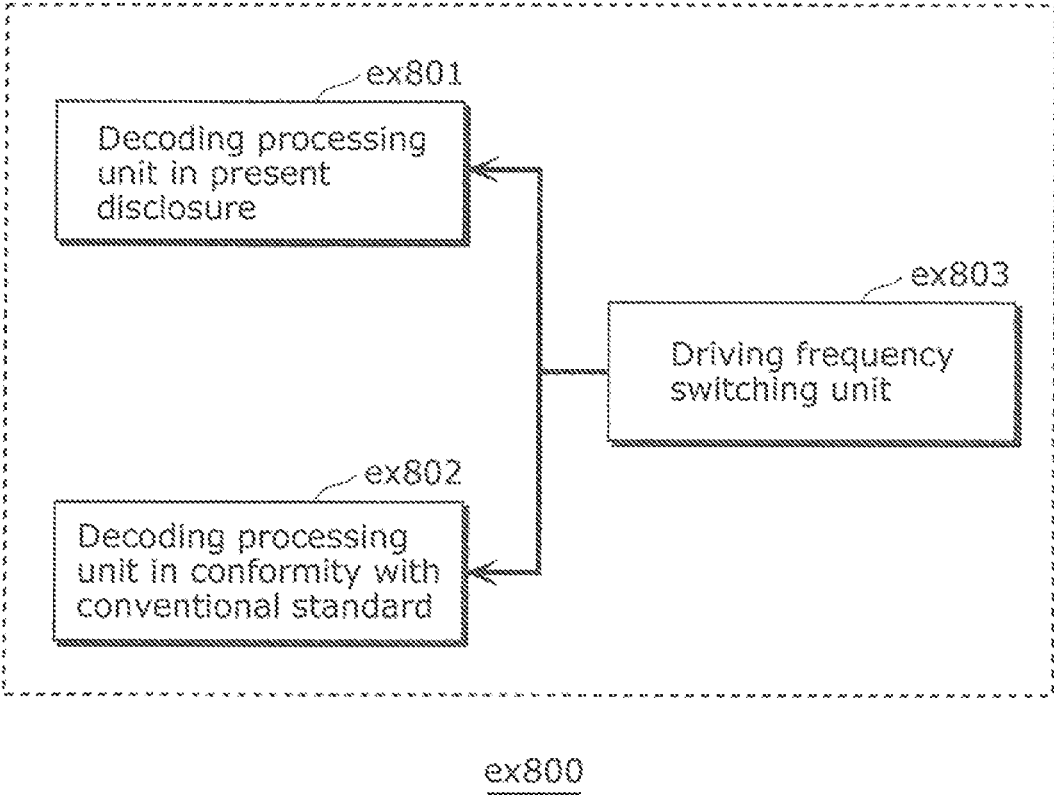 ex801
Decoding processing
unit in present
disclosure
ex803
Driving frequency
switching unit
ex802
Decoding processing
unit in conformity with
conventional standard
ex800